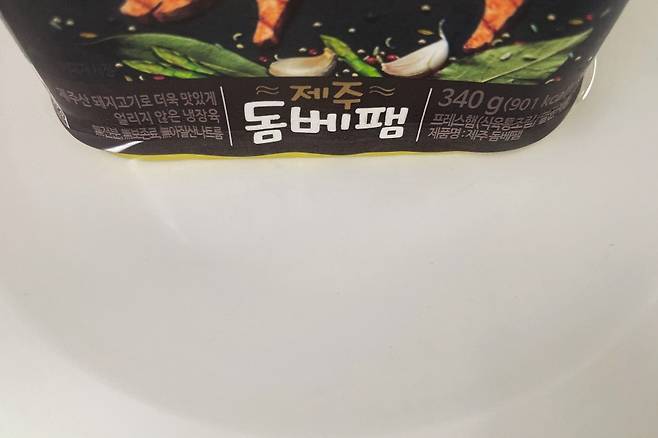 제주산 돼지고기로 더욱 맛있게
얼리지 않은 냉장육
제주
돔베팸
340 g(901 kcal)
프레스햄(식육통조림)
제품명 : 제주 돔베팸